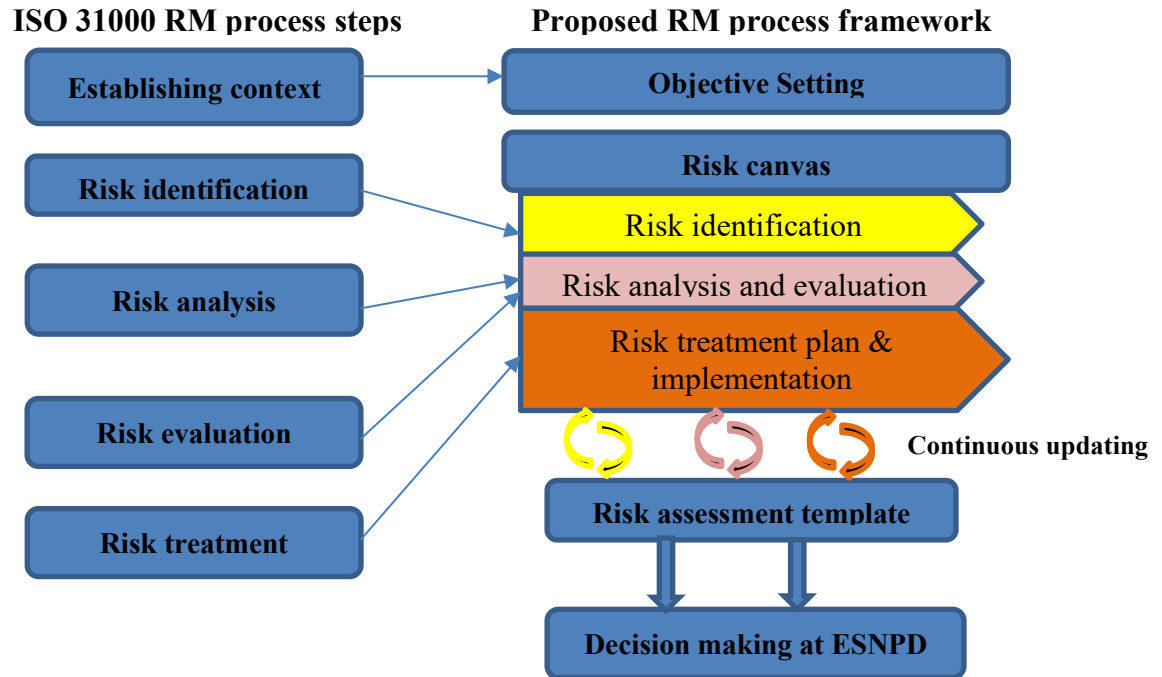 ISO 31000 RM process steps
Establishing context
Risk identification
Risk analysis
Risk evaluation
Risk treatment
Proposed RM process framework
Objective Setting
Risk canvas
Risk identification
Risk analysis and evaluation
Risk treatment plan &
implementation
Continuous updating
Risk assessment template
Decision making at ESNPD